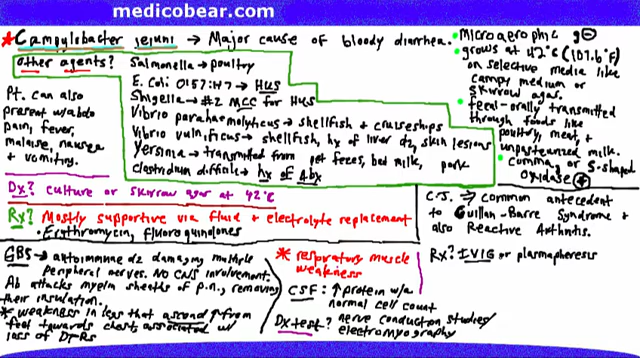 medicobear.com
* Campylobacter jejuni → Major cause of bloody diarrhea.
• Microaerophic g⊖
• grows at 42°C (107.6°F)
on selective media like
campy medium or
skirrow agas.
• fecal-orally transmitted
through foods like
poultry, meat, +
unpasteurized milk.
• comma, or S-shaped
oxidase ⊕
other agents?
Salmonella → poultry
E. Coli 0157:H7 → HUS
Shigella → #2 MCC for HUS
Vibrio parahaemolyticus → shellfish + cruiseships
Vibrio vulnificus → shellfish, hx of liver dz, skin lesions
Yersinia → transmitted from pet feces, bad milk, pork
Clostridium difficile → hx of Abx
Pt. can also
present w/abdo
pain, fever,
malaise, nausea
+ vomiting.
Dx? culture or skirrow agar at 42°C
Rx? Mostly supportive via fluid + electrolyte replacement
• Erythromycin, fluoroquinolones
C.S. → common antecedent
to Guillan-Barre Syndrome +
also Reactive Arthritis.
GBS → autoimmune dz damaging multiple
Peripheral nerves. No CNS involvement.
Ab attacks myelin sheaths of p.n., removing
their insulation.
* weakness in legs that ascend ↑ from
foot towards chest associated w/
loss of DTRs
* respiratory muscle
weakness
CSF: ↑ protein w/a
normal cell count
Dx test? nerve conduction studies/
electromyography
Rx? IVIG or plasmapheresis